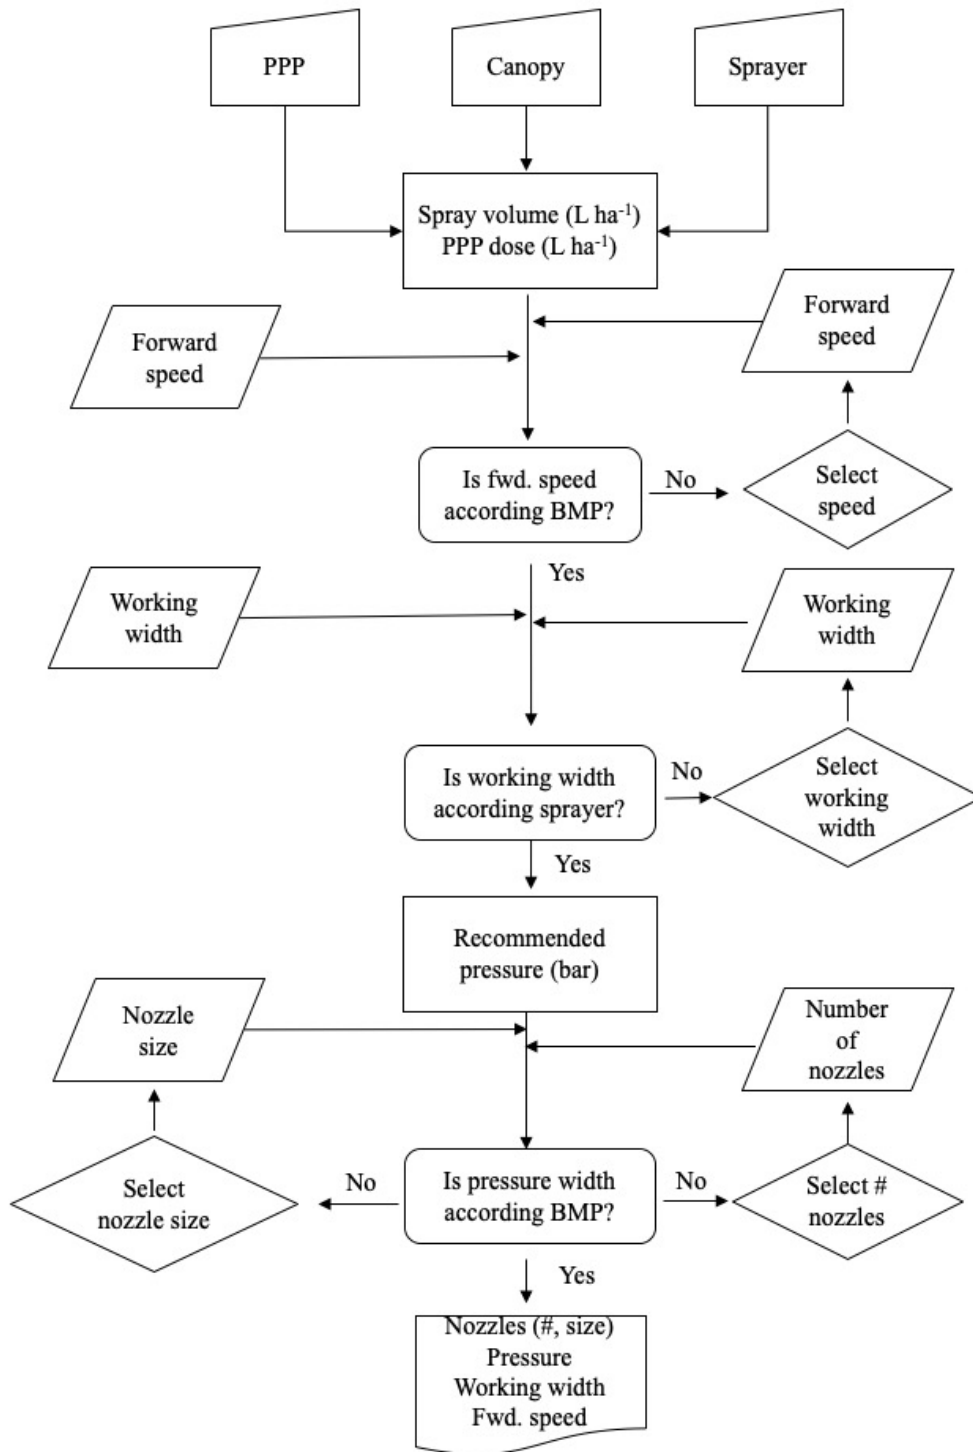 PPP
Canopy
Sprayer
Spray volume (L ha⁻¹)
PPP dose (L ha⁻¹)
Forward
speed
Forward
speed
Is fwd. speed
according BMP?
No
Select
speed
Yes
Working
width
Working
width
Is working width
according sprayer?
No
Select
working
width
Yes
Recommended
pressure (bar)
Nozzle
size
Number
of
nozzles
Select
nozzle size
No
Is pressure width
according BMP?
No
Select #
nozzles
Yes
Nozzles (#, size)
Pressure
Working width
Fwd. speed